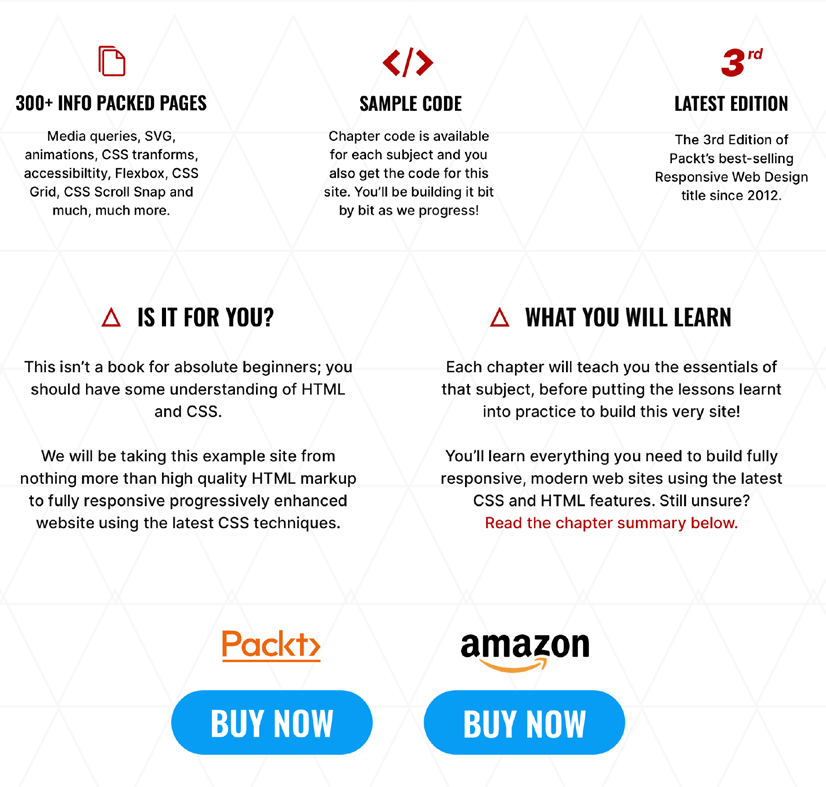 </>
3rd
300+ INFO PACKED PAGES
Media queries, SVG,
animations, CSS tranforms,
accessibiltiy, Flexbox, CSS
Grid, CSS Scroll Snap and
much, much more.
SAMPLE CODE
Chapter code is available
for each subject and you
also get the code for this
site. You’ll be building it bit
by bit as we progress!
LATEST EDITION
The 3rd Edition of
Packt’s best-selling
Responsive Web Design
title since 2012.
IS IT FOR YOU?
This isn’t a book for absolute beginners; you
should have some understanding of HTML
and CSS.
We will be taking this example site from
nothing more than high quality HTML markup
to fully responsive progressively enhanced
website using the latest CSS techniques.
WHAT YOU WILL LEARN
Each chapter will teach you the essentials of
that subject, before putting the lessons learnt
into practice to build this very site!
You’ll learn everything you need to build fully
responsive, modern web sites using the latest
CSS and HTML features. Still unsure?
Read the chapter summary below.
Packt
BUY NOW
amazon
BUY NOW